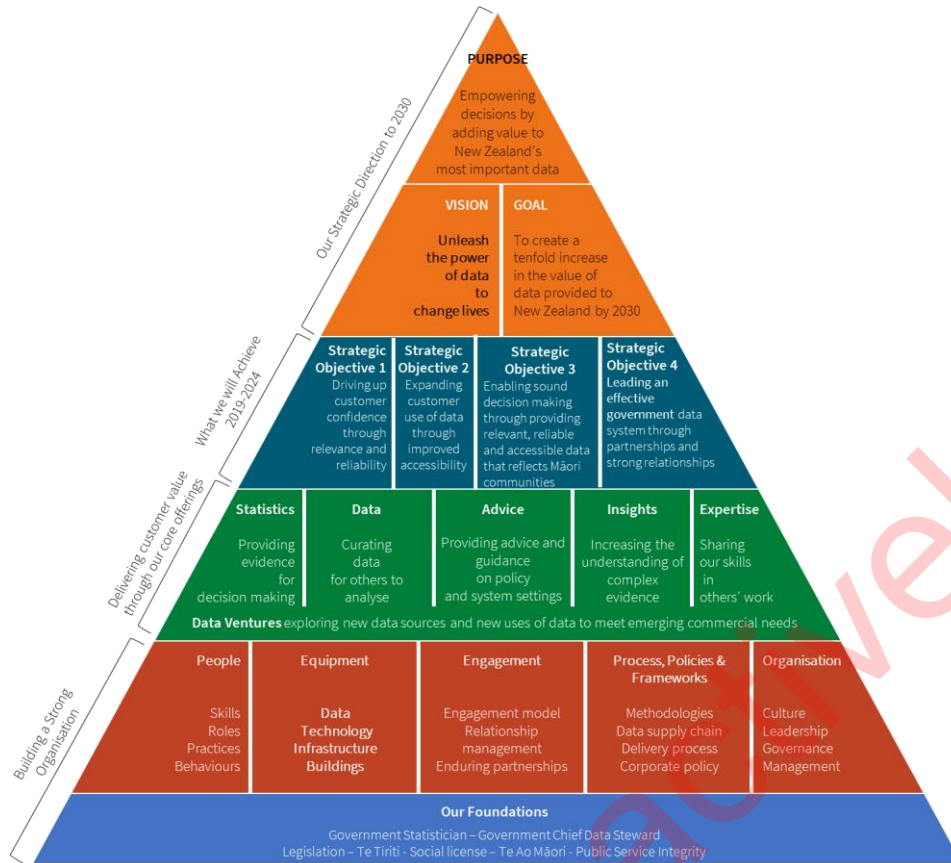 PURPOSE
Empowering
decisions by
adding value to
New Zealand's
most important data
Our Strategic Direction to 2030
VISION
Unleash
the power
of data
to
change lives
GOAL
To create a
tenfold increase
in the value of
data provided to
New Zealand by 2030
What we will Achieve
2019-2024
Strategic
Objective 1
Driving up
customer
confidence
through
relevance and
reliability
Strategic
Objective 2
Expanding
customer
use of data
through
improved
accessibility
Strategic
Objective 3
Enabling sound
decision making
through providing
relevant, reliable
and accessible data
that reflects Māori
communities
Strategic
Objective 4
Leading an
effective
government data
system through
partnerships and
strong relationships
Delivering customer value
through our core offerings
Statistics
Providing
evidence
for
decision making
Data
Curating
data
for others to
analyse
Advice
Providing advice and
guidance
on policy
and system settings
Insights
Increasing the
understanding of
complex
evidence
Expertise
Sharing
our skills
in
others' work
Data Ventures exploring new data sources and new uses of data to meet emerging commercial needs
Building a Strong
Organisation
People
Skills
Roles
Practices
Behaviours
Equipment
Data
Technology
Infrastructure
Buildings
Engagement
Engagement model
Relationship
management
Enduring partnerships
Process, Policies &
Frameworks
Methodologies
Data supply chain
Delivery process
Corporate policy
Organisation
Culture
Leadership
Governance
Management
Our Foundations
Government Statistician – Government Chief Data Steward
Legislation – Te Tiriti - Social license – Te Ao Māori - Public Service Integrity